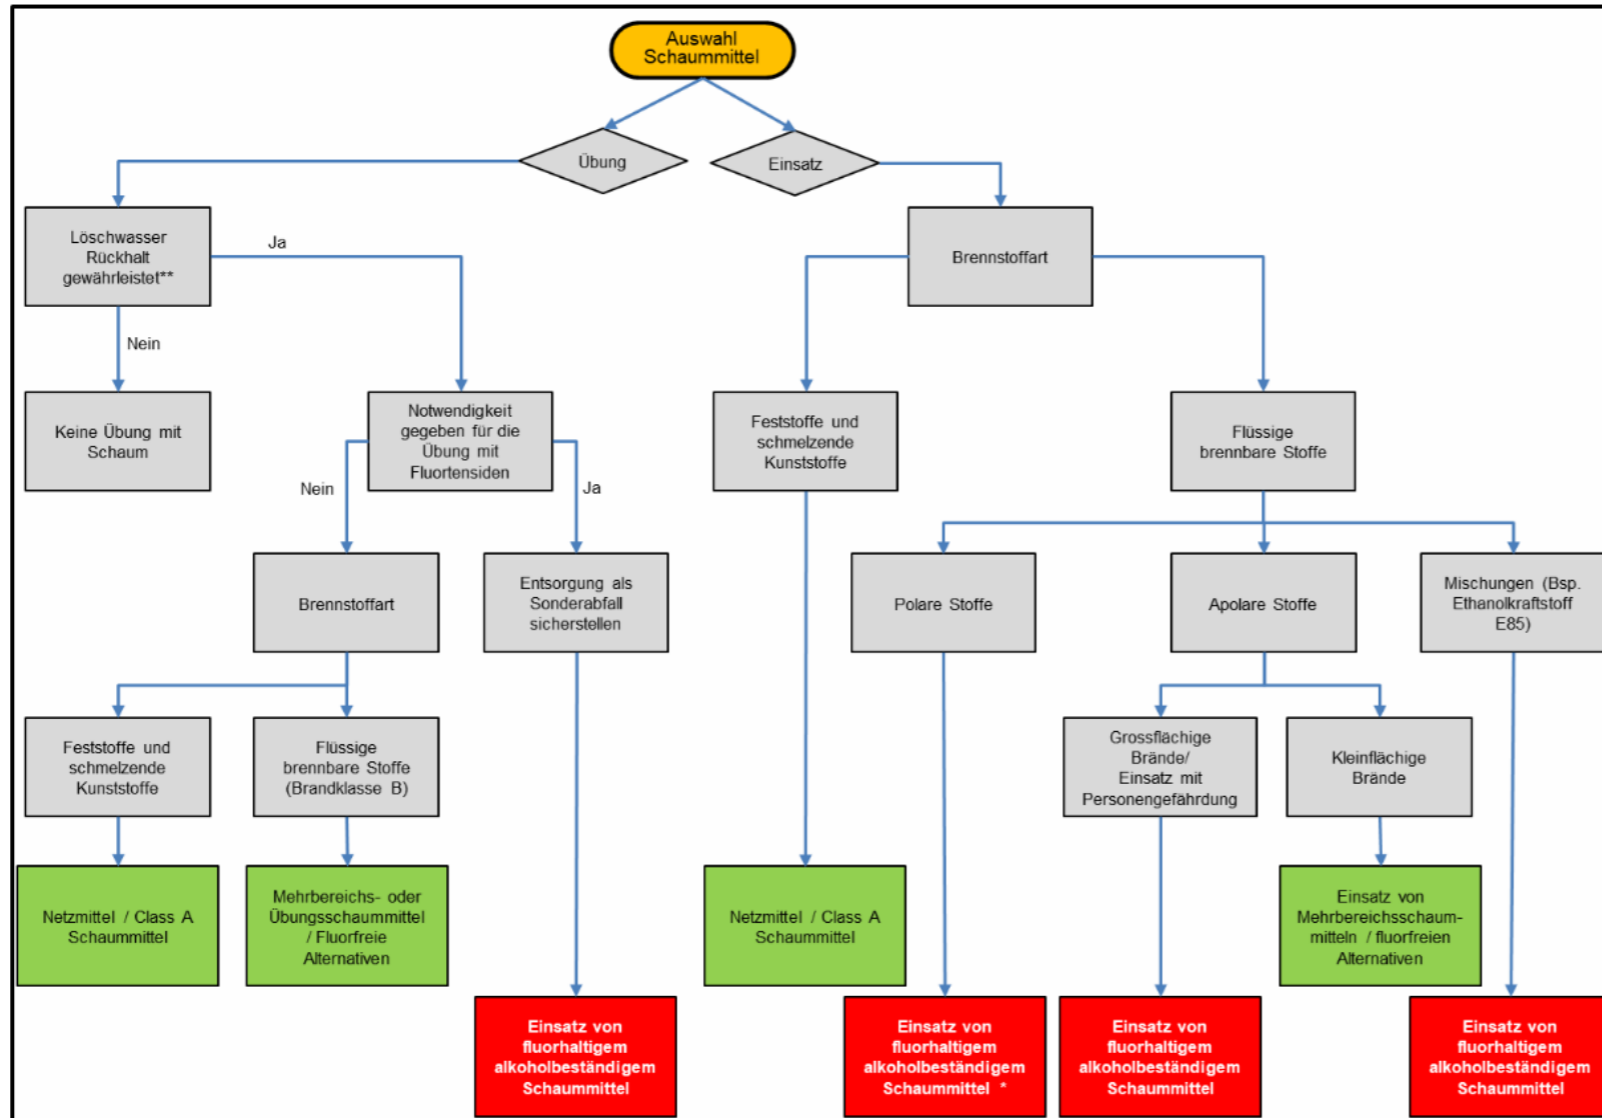 Auswahl
Schaummittel
Übung
Einsatz
Löschwasser
Rückhalt
gewährleistet**
Ja
Brennstoffart
Nein
Keine Übung mit
Schaum
Notwendigkeit
gegeben für die
Übung mit
Fluortensiden
Feststoffe und
schmelzende
Kunststoffe
Flüssige
brennbare Stoffe
Nein
Ja
Brennstoffart
Entsorgung als
Sonderabfall
sicherstellen
Polare Stoffe
Apolare Stoffe
Mischungen (Bsp.
Ethanolkraftstoff
E85)
Feststoffe und
schmelzende
Kunststoffe
Flüssige
brennbare Stoffe
(Brandklasse B)
Grossflächige
Brände/
Einsatz mit
Personengefährdung
Kleinflächige
Brände
Netzmittel / Class A
Schaummittel
Mehrbereichs- oder
Übungsschaummittel
/ Fluorfreie
Alternativen
Netzmittel / Class A
Schaummittel
Einsatz von
Mehrbereichsschaum-
mitteln / fluorfreien
Alternativen
Einsatz von
fluorhaltigem
alkoholbeständigem
Schaummittel
Einsatz von
fluorhaltigem
alkoholbeständigem
Schaummittel *
Einsatz von
fluorhaltigem
alkoholbeständigem
Schaummittel
Einsatz von
fluorhaltigem
alkoholbeständigem
Schaummittel